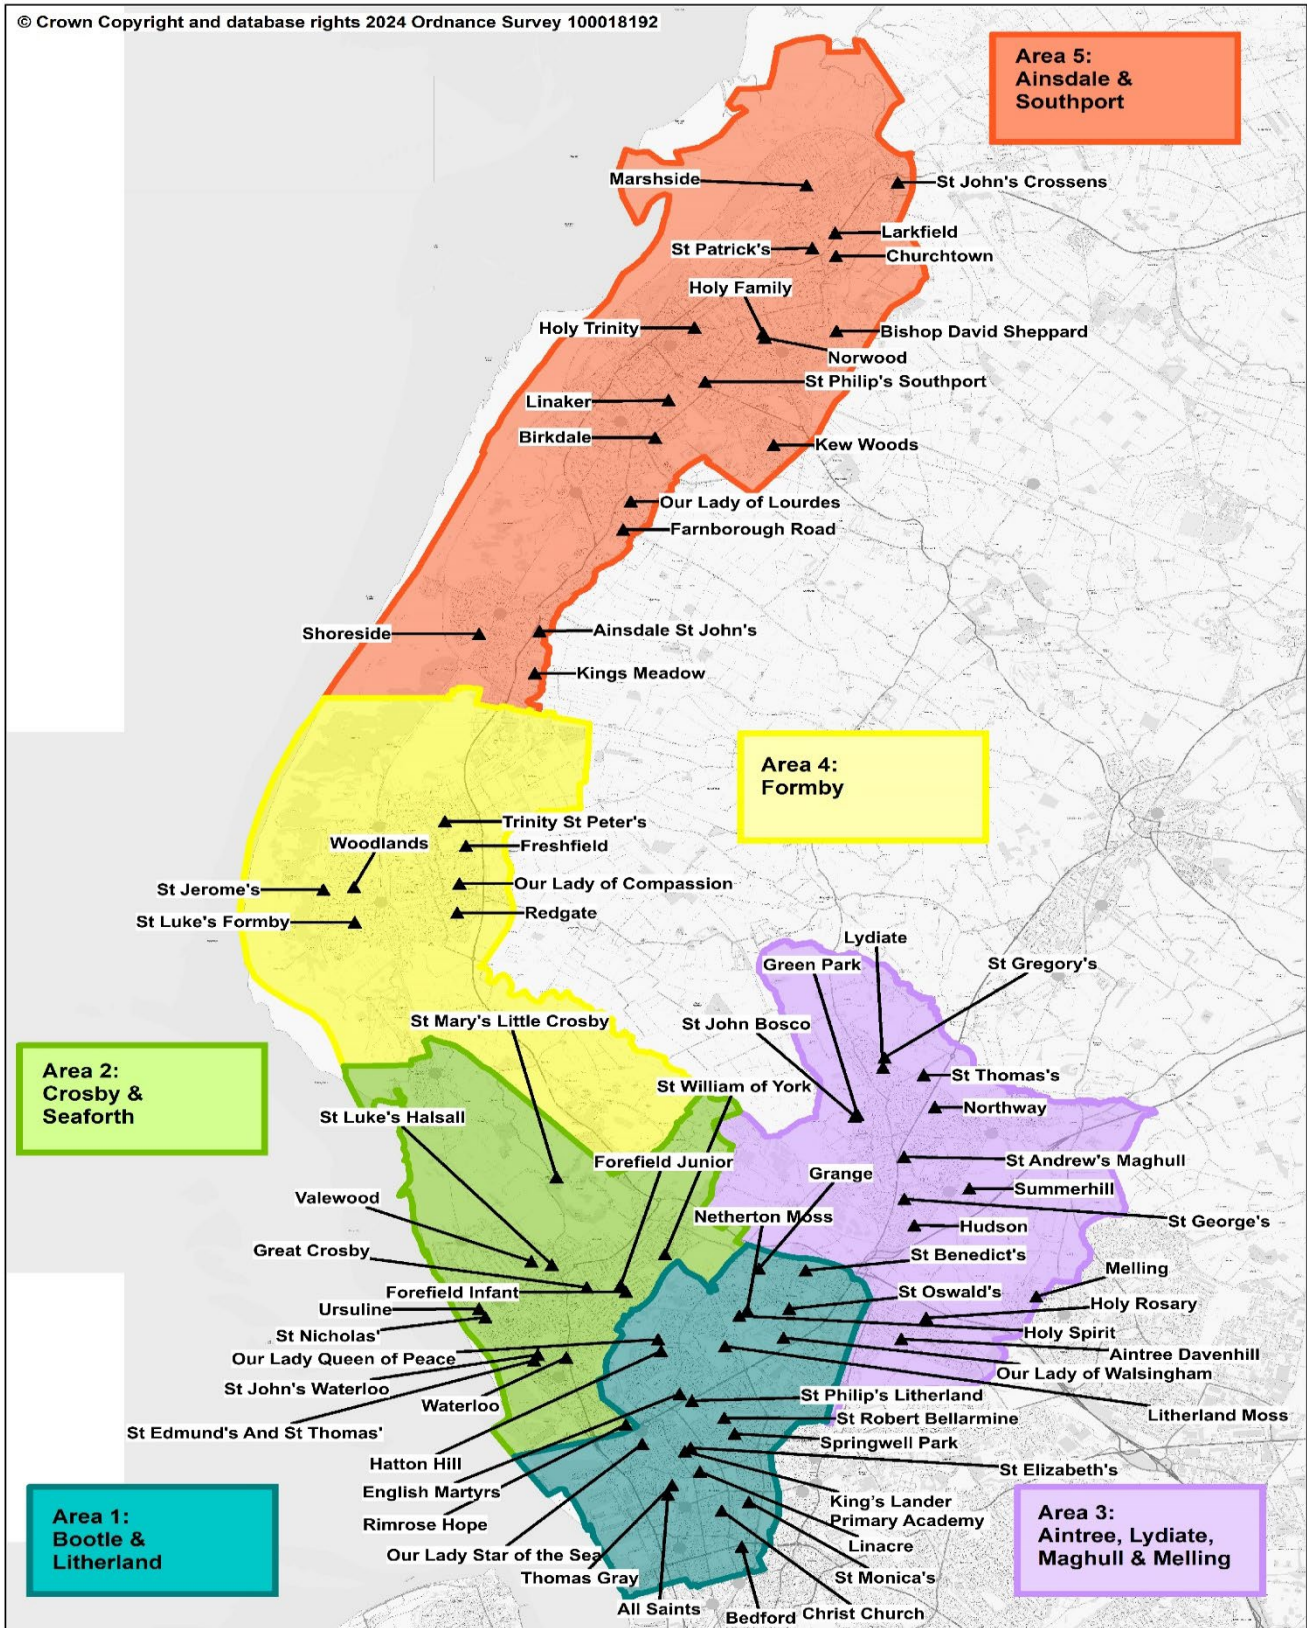 © Crown Copyright and database rights 2024 Ordnance Survey 100018192
Area 5:
Ainsdale &
Southport
Marshside
St John's Crossens
Larkfield
St Patrick's
Churchtown
Holy Family
Holy Trinity
Bishop David Sheppard
Norwood
St Philip's Southport
Linaker
Birkdale
Kew Woods
Our Lady of Lourdes
Farnborough Road
Shoreside
Ainsdale St John's
Kings Meadow
Area 4:
Formby
Trinity St Peter's
Woodlands
Freshfield
St Jerome's
Our Lady of Compassion
St Luke's Formby
Redgate
Lydiate
Green Park
St Gregory's
St Mary's Little Crosby
St John Bosco
Area 2:
Crosby &
Seaforth
St William of York
St Thomas's
St Luke's Halsall
Northway
Forefield Junior
Grange
St Andrew's Maghull
Valewood
Summerhill
Netherton Moss
St George's
Hudson
Great Crosby
St Benedict's
Forefield Infant
St Oswald's
Melling
Ursuline
Holy Rosary
St Nicholas'
Holy Spirit
Our Lady Queen of Peace
Aintree Davenhill
Our Lady of Walsingham
St John's Waterloo
Waterloo
St Philip's Litherland
Litherland Moss
St Edmund's And St Thomas'
St Robert Bellarmine
Springwell Park
Hatton Hill
St Elizabeth's
English Martyrs
King's Lander
Primary Academy
Rimrose Hope
Linacre
Area 1:
Bootle &
Litherland
Area 3:
Aintree, Lydiate,
Maghull & Melling
Our Lady Star of the Sea
Thomas Gray
St Monica's
All Saints
Bedford
Christ Church